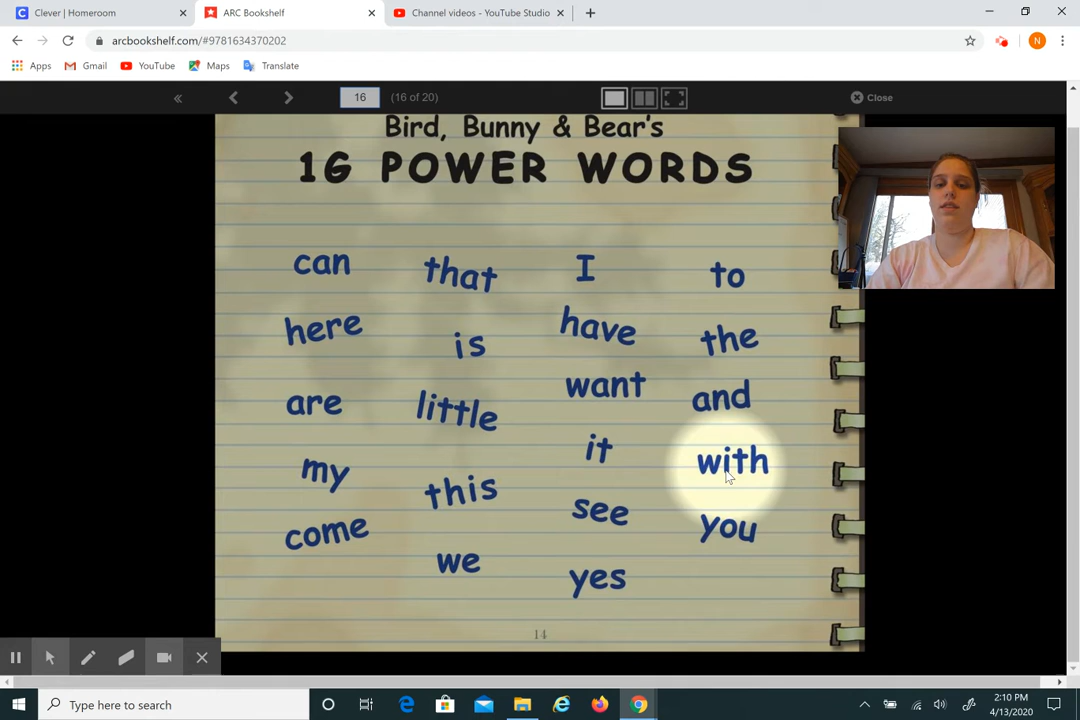 Clever | Homeroom
ARC Bookshelf
Channel videos - YouTube Studio
arcbookshelf.com/#9781634370202
N
Apps
Gmail
YouTube
Maps
Translate
16
(16 of 20)
Close
Bird, Bunny & Bear's
1G POWER WORDS
can that I to
here is have the
are little want and
my this it with
come we see you
yes
14
Type here to search
2:10 PM
4/13/2020